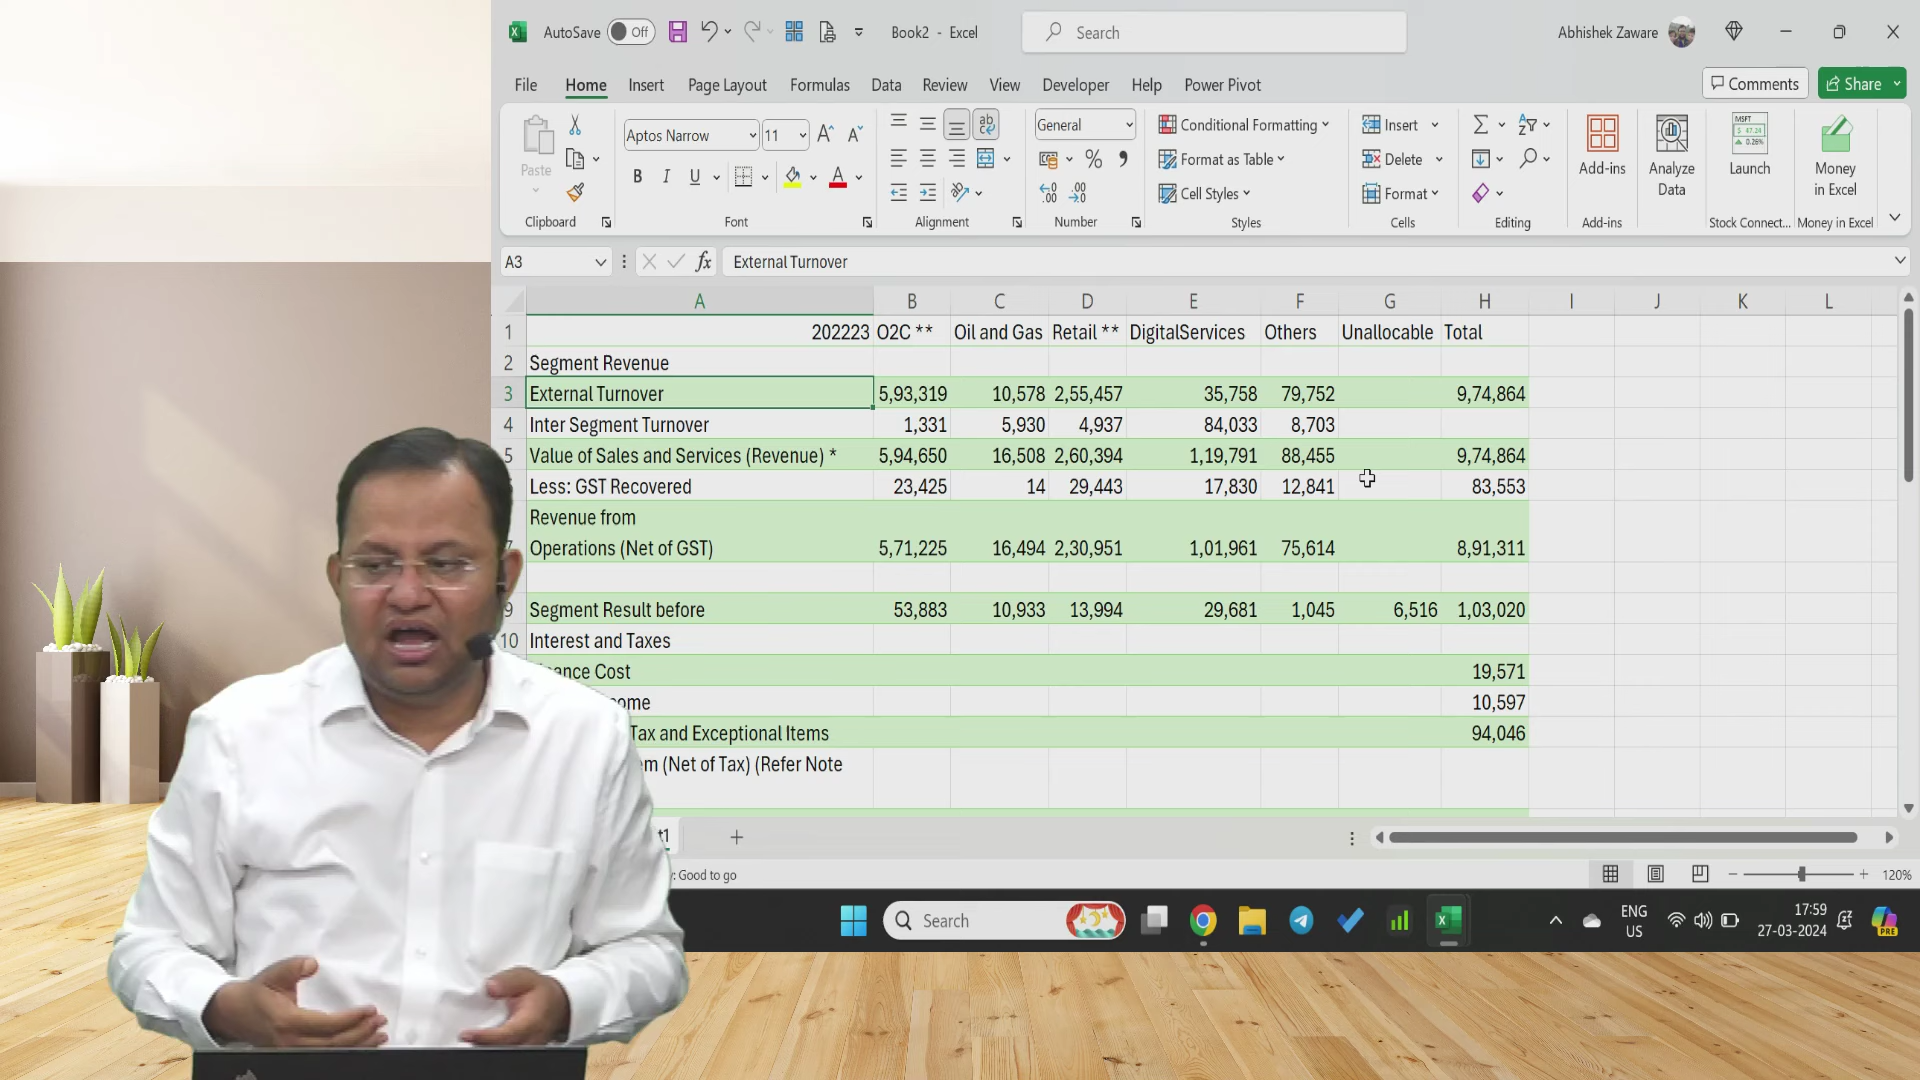 AutoSave Off Book2 - Excel Search Abhishek Zaware
File Home Insert Page Layout Formulas Data Review View Developer Help Power Pivot Comments Share
Aptos Narrow 11 General Conditional Formatting Insert
Paste Format as Table Delete
B I U Cell Styles Format
Add-ins Analyze Data Launch Money in Excel
Clipboard Font Alignment Number Styles Cells Editing Add-ins Stock Connect... Money in Excel
A3 fx External Turnover
A B C D E F G H I J K L
1 202223 O2C ** Oil and Gas Retail ** DigitalServices Others Unallocable Total
2 Segment Revenue
3 External Turnover 5,93,319 10,578 2,55,457 35,758 79,752 9,74,864
4 Inter Segment Turnover 1,331 5,930 4,937 84,033 8,703
5 Value of Sales and Services (Revenue) * 5,94,650 16,508 2,60,394 1,19,791 88,455 9,74,864
Less: GST Recovered 23,425 14 29,443 17,830 12,841 83,553
Revenue from
7 Operations (Net of GST) 5,71,225 16,494 2,30,951 1,01,961 75,614 8,91,311
9 Segment Result before 53,883 10,933 13,994 29,681 1,045 6,516 1,03,020
10 Interest and Taxes
Cost 19,571
10,597
Tax and Exceptional Items 94,046
(Net of Tax) (Refer Note
Good to go 120%
Search ENG US 17:59 27-03-2024 PRE